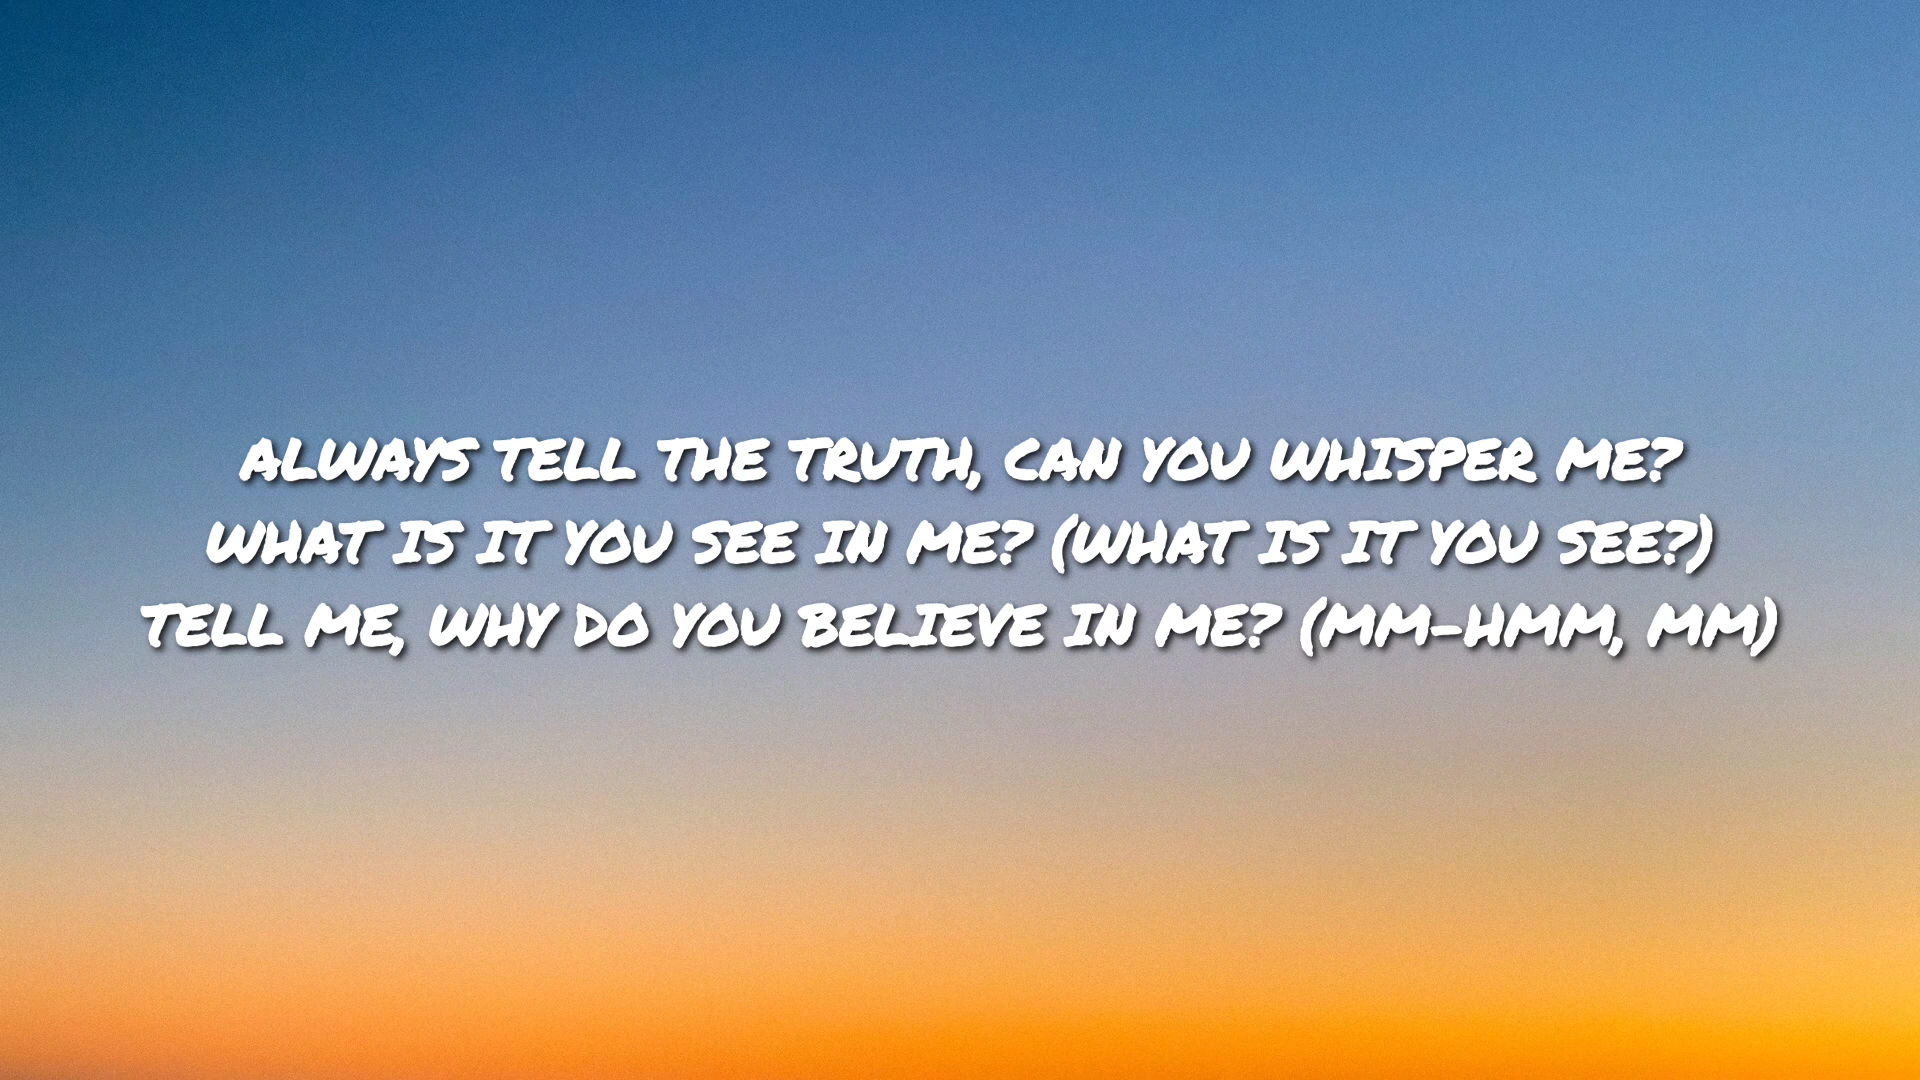 ALWAYS TELL THE TRUTH, CAN YOU WHISPER ME?
WHAT IS IT YOU SEE IN ME? (WHAT IS IT YOU SEE?)
TELL ME, WHY DO YOU BELIEVE IN ME? (MM-HMM, MM)